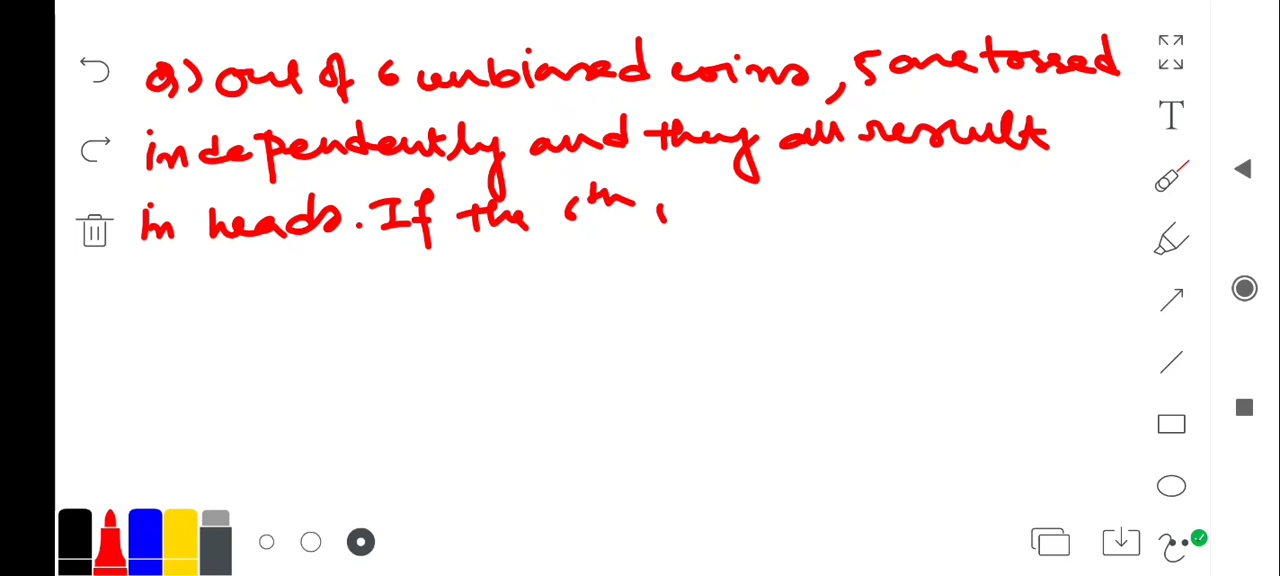 Q) Out of 6 unbiased coins, 5 are tossed
independently and they all result
in heads. If the 6th